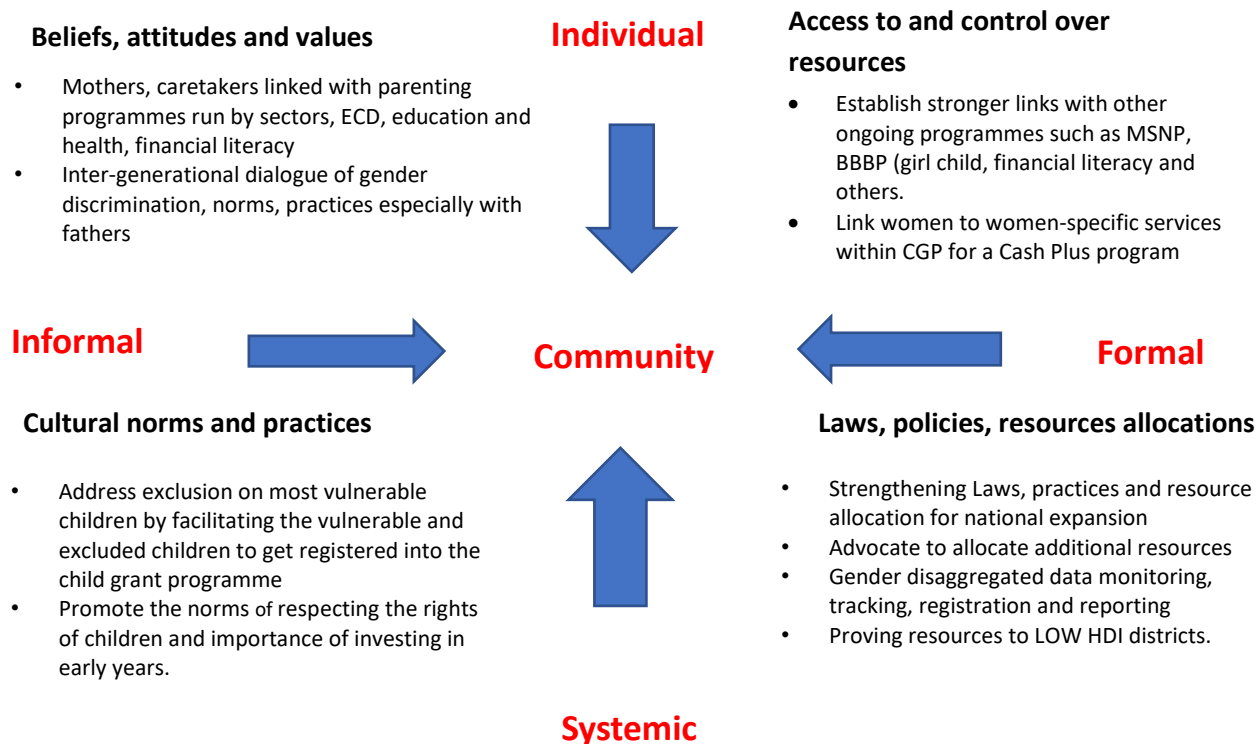 Individual
Beliefs, attitudes and values
• Mothers, caretakers linked with parenting
programmes run by sectors, ECD, education and
health, financial literacy
• Inter-generational dialogue of gender
discrimination, norms, practices especially with
fathers
Access to and control over
resources
• Establish stronger links with other
ongoing programmes such as MSNP,
BBBP (girl child, financial literacy and
others.
• Link women to women-specific services
within CGP for a Cash Plus program
Informal
Community
Formal
Cultural norms and practices
• Address exclusion on most vulnerable
children by facilitating the vulnerable and
excluded children to get registered into the
child grant programme
• Promote the norms of respecting the rights
of children and importance of investing in
early years.
Laws, policies, resources allocations
• Strengthening Laws, practices and resource
allocation for national expansion
• Advocate to allocate additional resources
• Gender disaggregated data monitoring,
tracking, registration and reporting
• Proving resources to LOW HDI districts.
Systemic